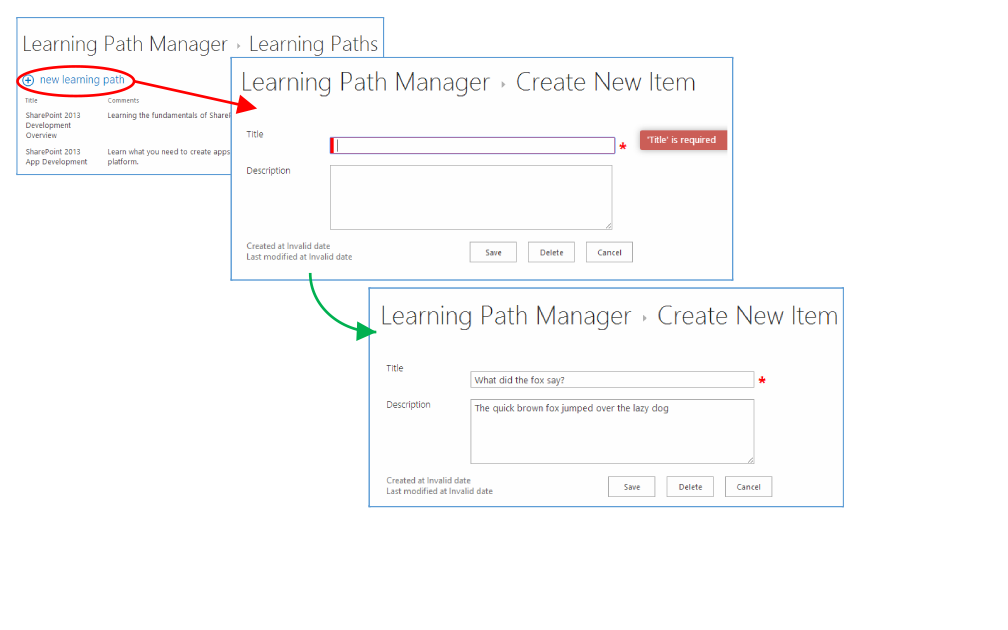 Learning Path Manager › Learning Paths
new learning path
Title Comments
SharePoint 2013 Learning the fundamentals of Share
Development
Overview
SharePoint 2013 Learn what you need to create apps
App Development platform.
Learning Path Manager › Create New Item
Title * 'Title' is required
Description
Created at Invalid date
Last modified at Invalid date
Save Delete Cancel
Learning Path Manager › Create New Item
Title What did the fox say? *
Description The quick brown fox jumped over the lazy dog
Created at Invalid date
Last modified at Invalid date
Save Delete Cancel